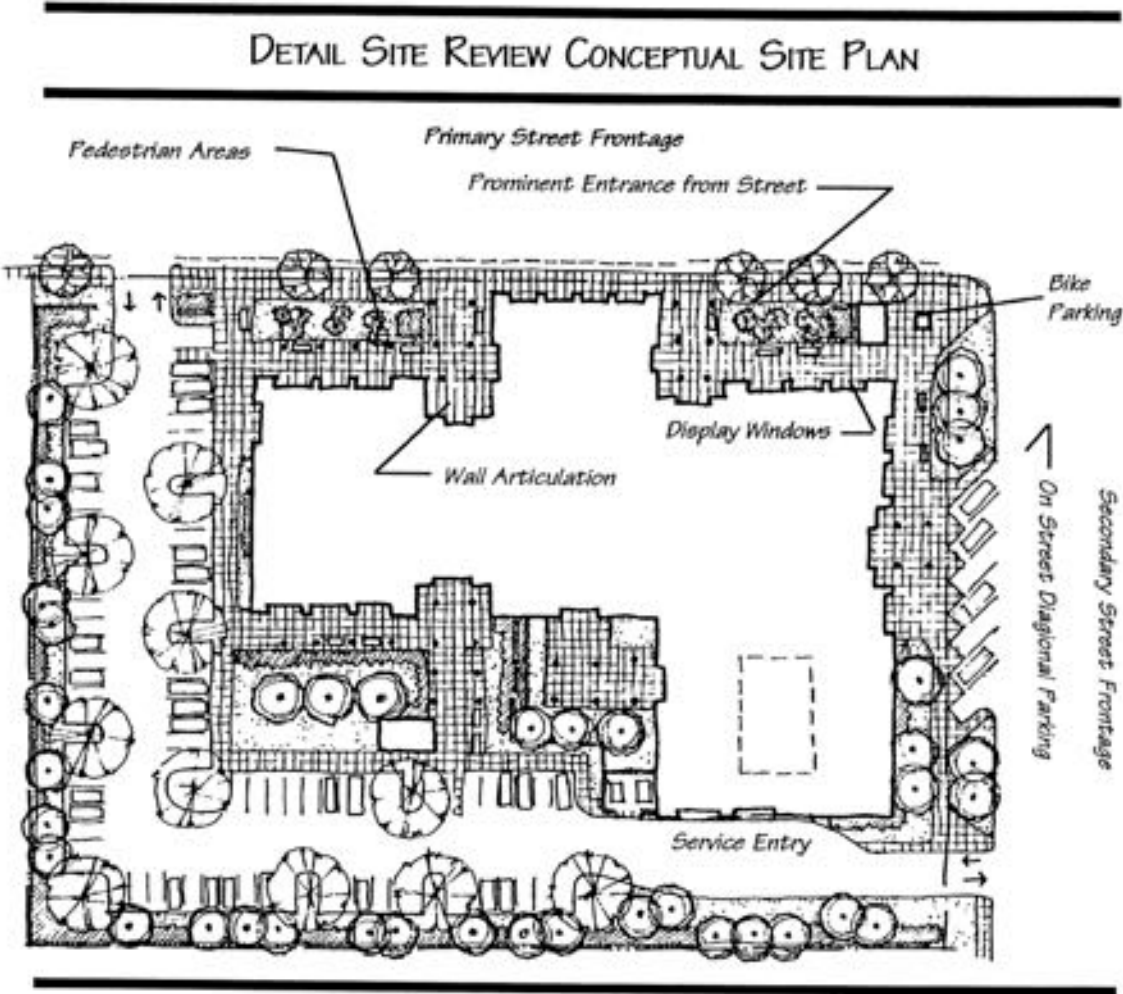 DETAIL SITE REVIEW CONCEPTUAL SITE PLAN
Primary Street Frontage
Pedestrian Areas
Prominent Entrance from Street
Bike
Parking
Display Windows
Wall Articulation
On Street Diagional Parking
Secondary Street Frontage
Service Entry